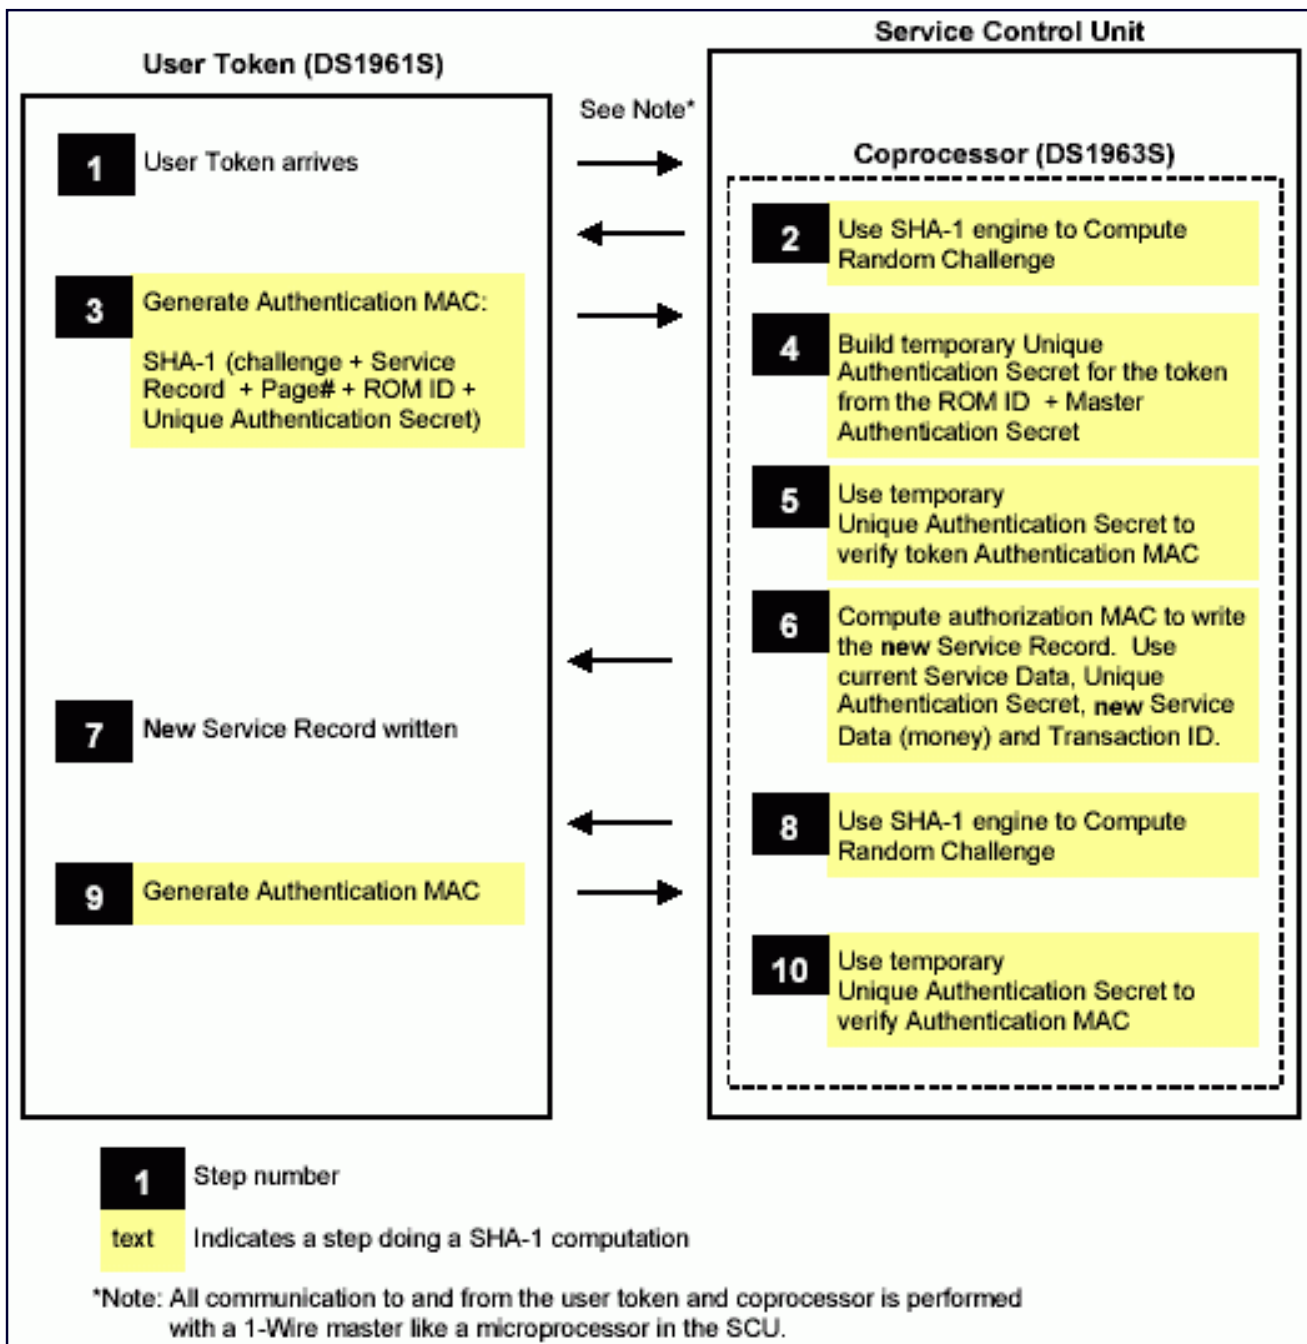 Service Control Unit
User Token (DS1961S)
See Note*
1
User Token arrives
Coprocessor (DS1963S)
2
Use SHA-1 engine to Compute
Random Challenge
3
Generate Authentication MAC:
SHA-1 (challenge + Service
Record + Page# + ROM ID +
Unique Authentication Secret)
4
Build temporary Unique
Authentication Secret for the token
from the ROM ID + Master
Authentication Secret
5
Use temporary
Unique Authentication Secret to
verify token Authentication MAC
6
Compute authorization MAC to write
the new Service Record. Use
current Service Data, Unique
Authentication Secret, new Service
Data (money) and Transaction ID.
7
New Service Record written
8
Use SHA-1 engine to Compute
Random Challenge
9
Generate Authentication MAC
10
Use temporary
Unique Authentication Secret to
verify Authentication MAC
1
Step number
text
Indicates a step doing a SHA-1 computation
*Note: All communication to and from the user token and coprocessor is performed
with a 1-Wire master like a microprocessor in the SCU.